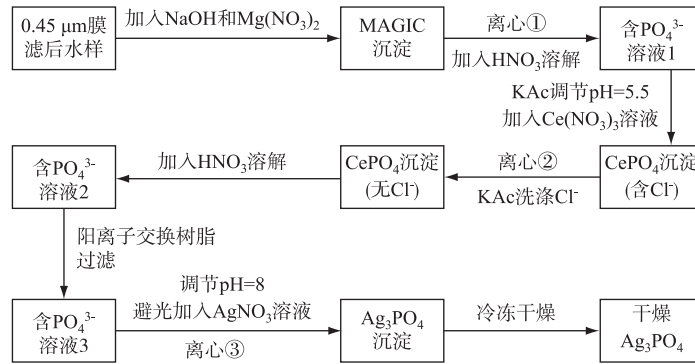 0.45 μm膜
滤后水样
加入NaOH和Mg(NO₃)₂
MAGIC
沉淀
离心①
加入HNO₃溶解
含PO₄³⁻
溶液1
KAc调节pH=5.5
加入Ce(NO₃)₃溶液
CePO₄沉淀
(含Cl⁻)
离心②
KAc洗涤Cl⁻
CePO₄沉淀
(无Cl⁻)
加入HNO₃溶解
含PO₄³⁻
溶液2
阳离子交换树脂
过滤
含PO₄³⁻
溶液3
调节pH=8
避光加入AgNO₃溶液
离心③
Ag₃PO₄
沉淀
冷冻干燥
干燥
Ag₃PO₄